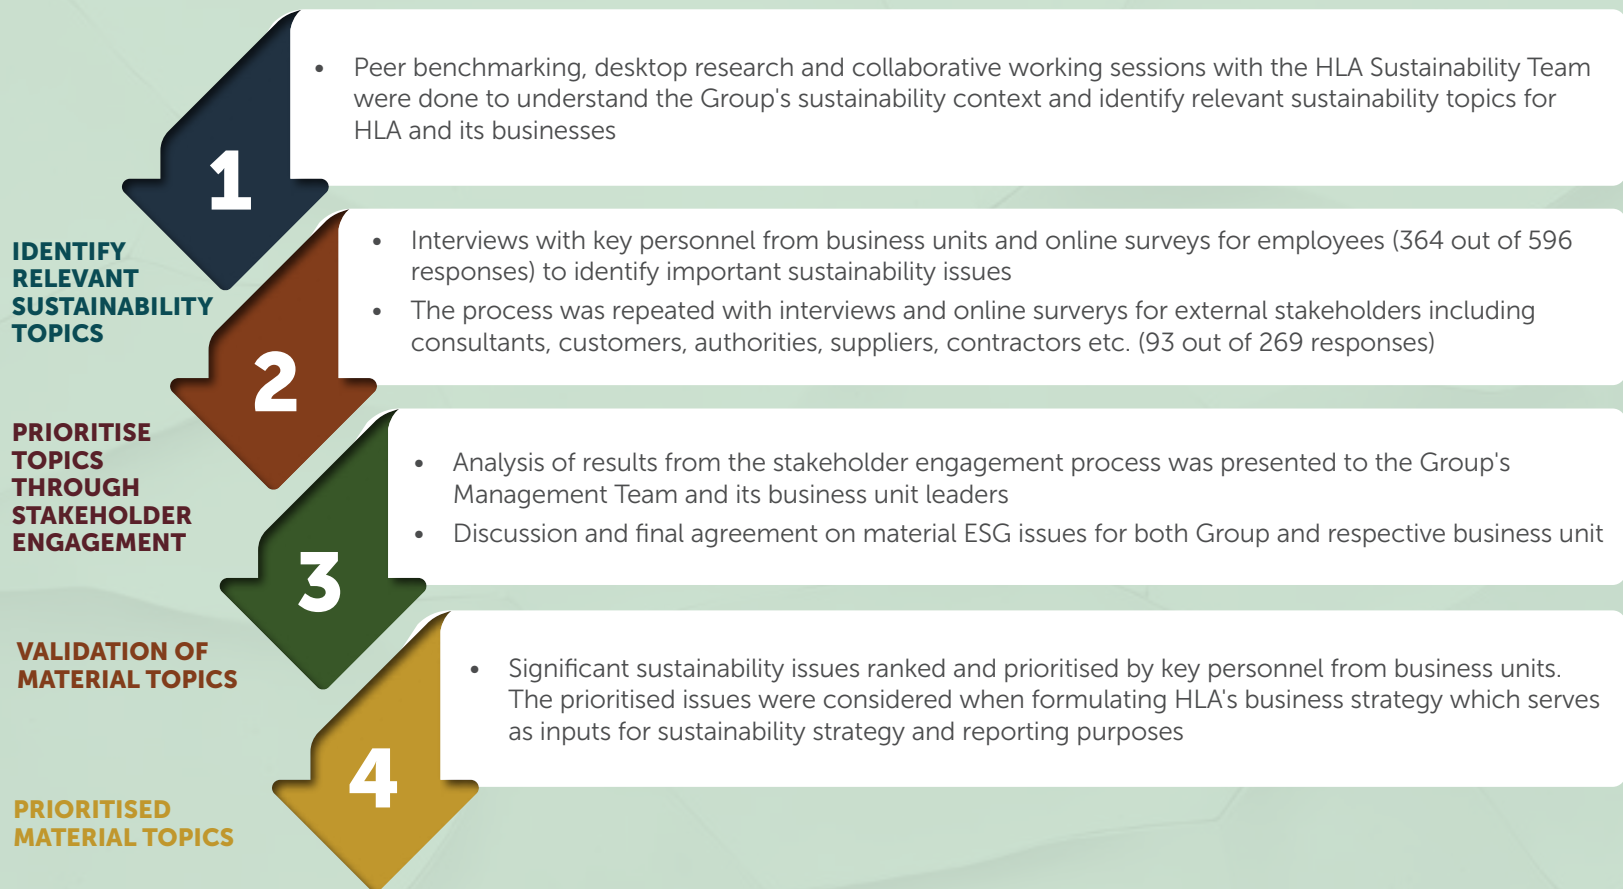 1
• Peer benchmarking, desktop research and collaborative working sessions with the HLA Sustainability Team
were done to understand the Group's sustainability context and identify relevant sustainability topics for
HLA and its businesses
IDENTIFY
RELEVANT
SUSTAINABILITY
TOPICS
2
• Interviews with key personnel from business units and online surveys for employees (364 out of 596
responses) to identify important sustainability issues
• The process was repeated with interviews and online surverys for external stakeholders including
consultants, customers, authorities, suppliers, contractors etc. (93 out of 269 responses)
PRIORITISE
TOPICS
THROUGH
STAKEHOLDER
ENGAGEMENT
3
• Analysis of results from the stakeholder engagement process was presented to the Group's
Management Team and its business unit leaders
• Discussion and final agreement on material ESG issues for both Group and respective business unit
VALIDATION OF
MATERIAL TOPICS
4
• Significant sustainability issues ranked and prioritised by key personnel from business units.
The prioritised issues were considered when formulating HLA's business strategy which serves
as inputs for sustainability strategy and reporting purposes
PRIORITISED
MATERIAL TOPICS